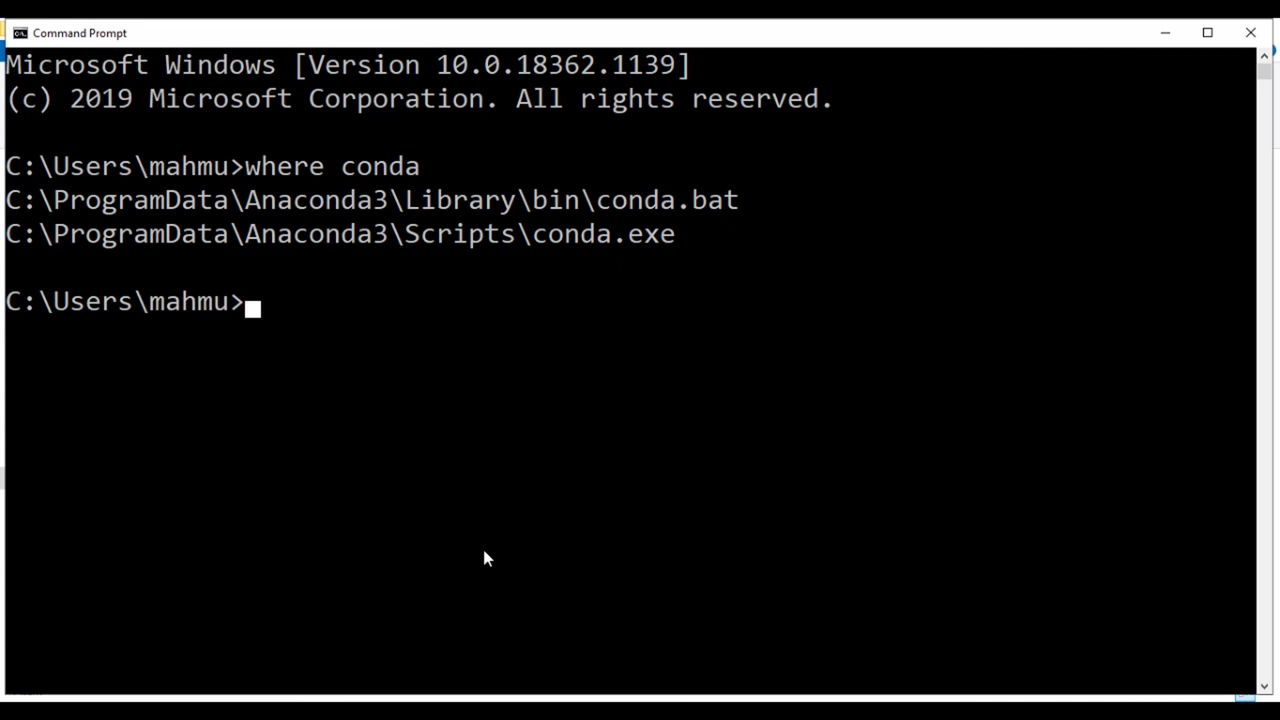 Command Prompt
Microsoft Windows [Version 10.0.18362.1139]
(c) 2019 Microsoft Corporation. All rights reserved.
C:\Users\mahmu>where conda
C:\ProgramData\Anaconda3\Library\bin\conda.bat
C:\ProgramData\Anaconda3\Scripts\conda.exe
C:\Users\mahmu>